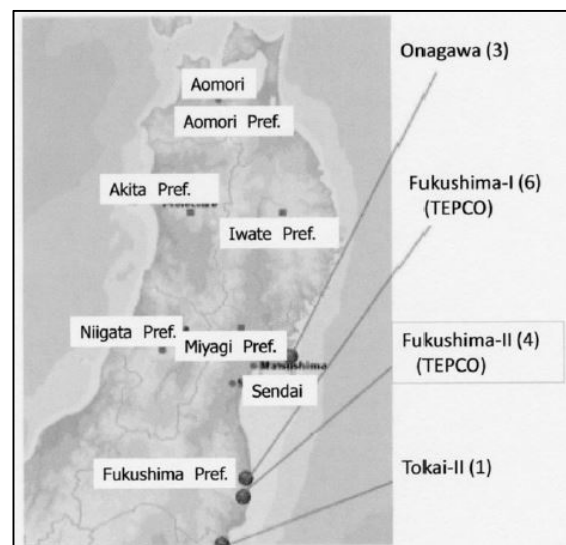 Aomori
Aomori Pref.
Akita Pref.
Iwate Pref.
Niigata Pref.
Miyagi Pref.
Sendai
Fukushima Pref.
Onagawa (3)
Fukushima-I (6)
(TEPCO)
Fukushima-II (4)
(TEPCO)
Tokai-II (1)